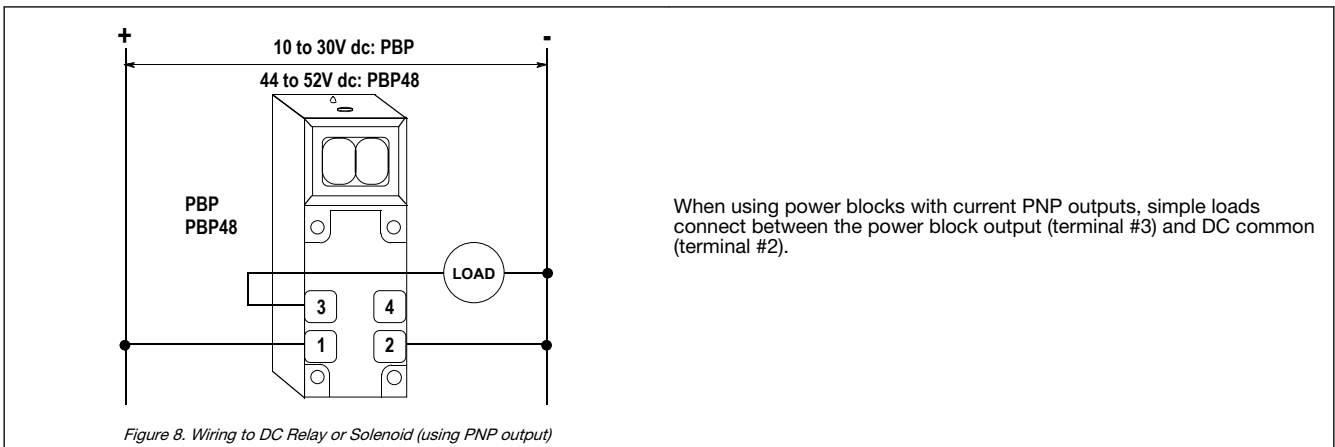 + -
10 to 30V dc: PBP
44 to 52V dc: PBP48
PBP
PBP48
LOAD
3 4
1 2
Figure 8. Wiring to DC Relay or Solenoid (using PNP output)
When using power blocks with current PNP outputs, simple loads
connect between the power block output (terminal #3) and DC common
(terminal #2).